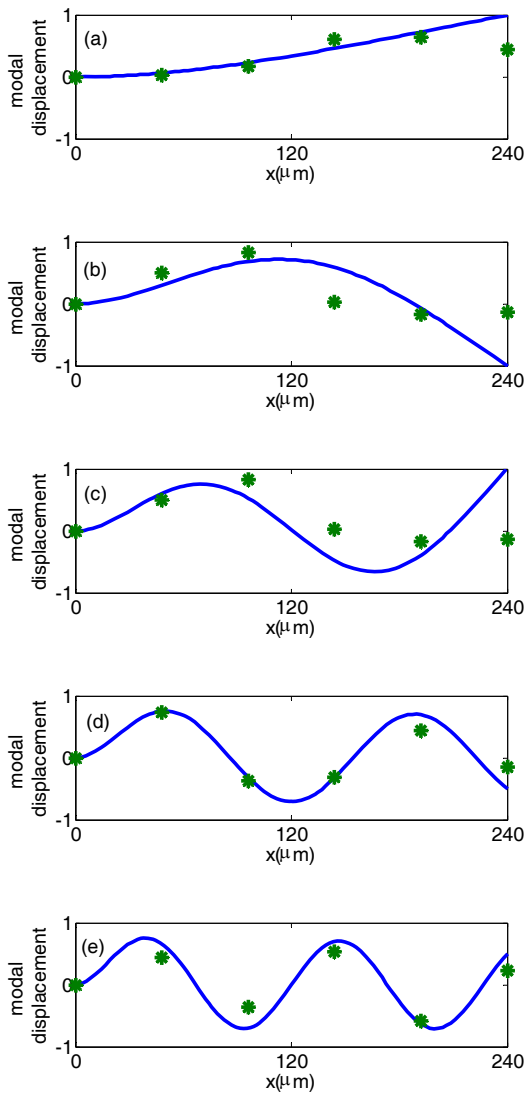 (a)
modal
displacement
1
0
-1
0
120
240
x(μm)
(b)
modal
displacement
1
0
-1
0
120
240
x(μm)
(c)
modal
displacement
1
0
-1
0
120
240
x(μm)
(d)
modal
displacement
1
0
-1
0
120
240
x(μm)
(e)
modal
displacement
1
0
-1
0
120
240
x(μm)